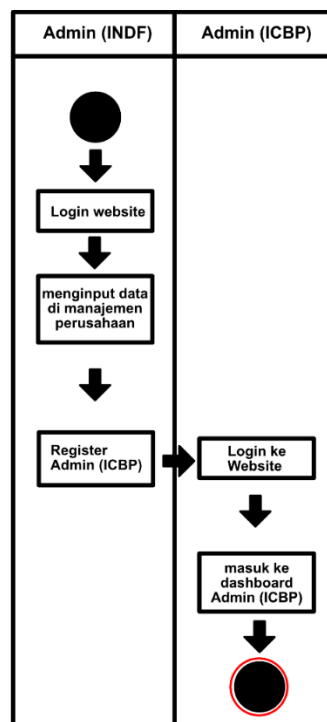 Admin (INDF)
Admin (ICBP)
Login website
menginput data
di manajemen
perusahaan
Register
Admin (ICBP)
Login ke
Website
masuk ke
dashboard
Admin (ICBP)